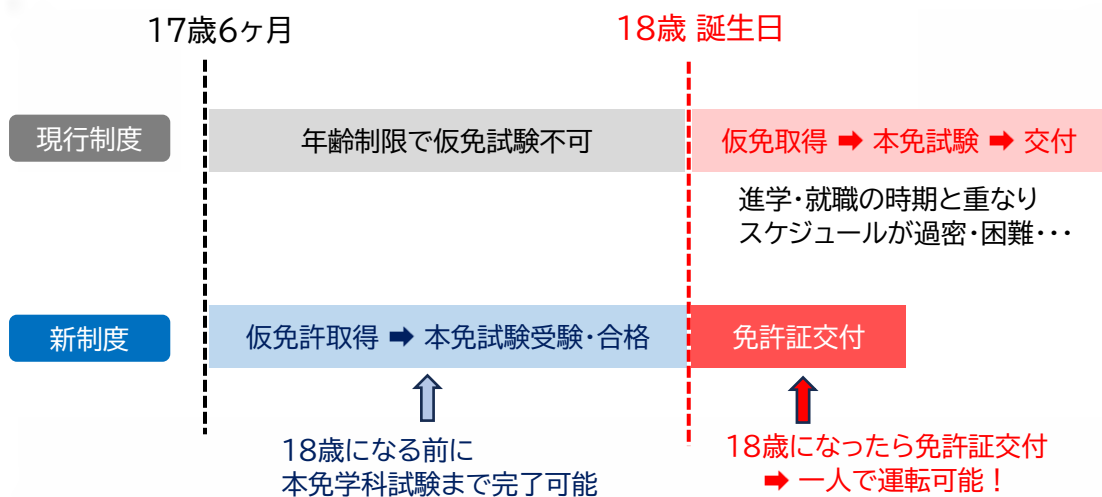 17歳6ヶ月
18歳 誕生日
現行制度
年齢制限で仮免試験不可
仮免取得 ➡ 本免試験 ➡ 交付
進学・就職の時期と重なり
スケジュールが過密・困難・・・
新制度
仮免許取得 ➡ 本免試験受験・合格
免許証交付
18歳になる前に
本免学科試験まで完了可能
18歳になったら免許証交付
➡ 一人で運転可能！